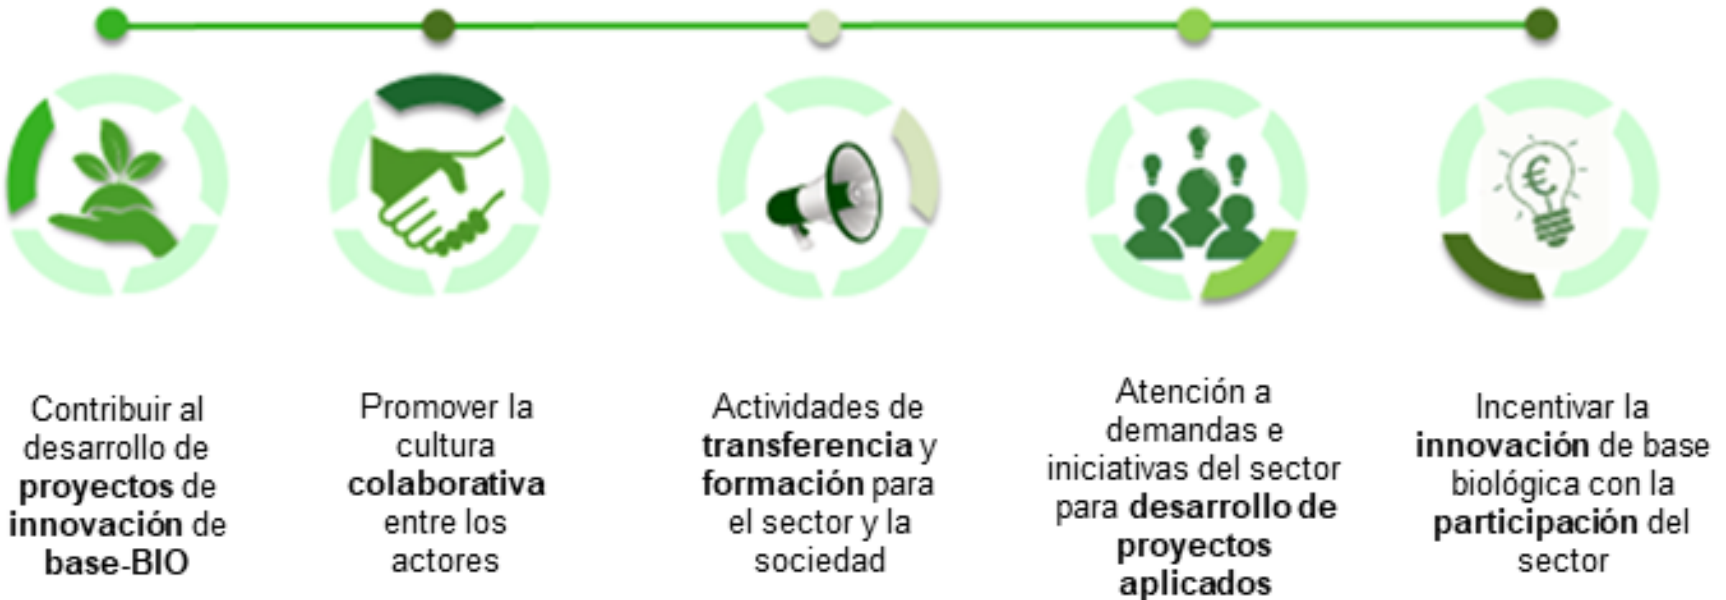 Contribuir al
desarrollo de
proyectos de
innovación de
base-BIO
Promover la
cultura
colaborativa
entre los
actores
Actividades de
transferencia y
formación para
el sector y la
sociedad
Atención a
demandas e
iniciativas del sector
para desarrollo de
proyectos
aplicados
Incentivar la
innovación de base
biológica con la
participación del
sector
€